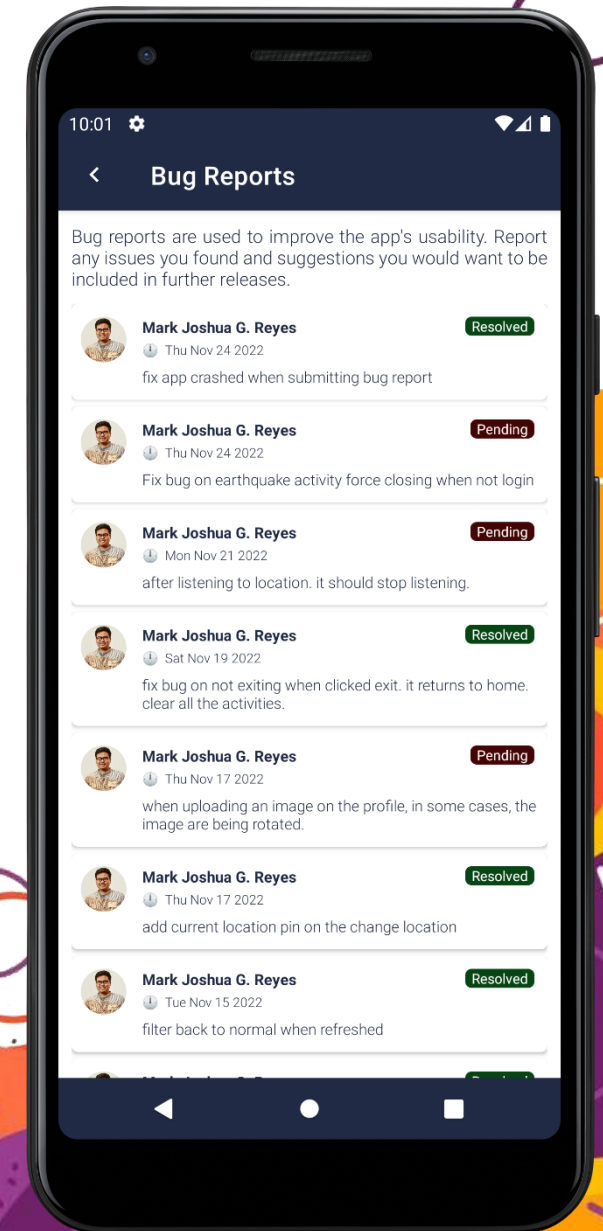 10:01
Bug Reports
Bug reports are used to improve the app's usability. Report
any issues you found and suggestions you would want to be
included in further releases.
Mark Joshua G. Reyes
Resolved
Thu Nov 24 2022
fix app crashed when submitting bug report
Mark Joshua G. Reyes
Pending
Thu Nov 24 2022
Fix bug on earthquake activity force closing when not login
Mark Joshua G. Reyes
Pending
Mon Nov 21 2022
after listening to location. it should stop listening.
Mark Joshua G. Reyes
Resolved
Sat Nov 19 2022
fix bug on not exiting when clicked exit. it returns to home.
clear all the activities.
Mark Joshua G. Reyes
Pending
Thu Nov 17 2022
when uploading an image on the profile, in some cases, the
image are being rotated.
Mark Joshua G. Reyes
Resolved
Thu Nov 17 2022
add current location pin on the change location
Mark Joshua G. Reyes
Resolved
Tue Nov 15 2022
filter back to normal when refreshed